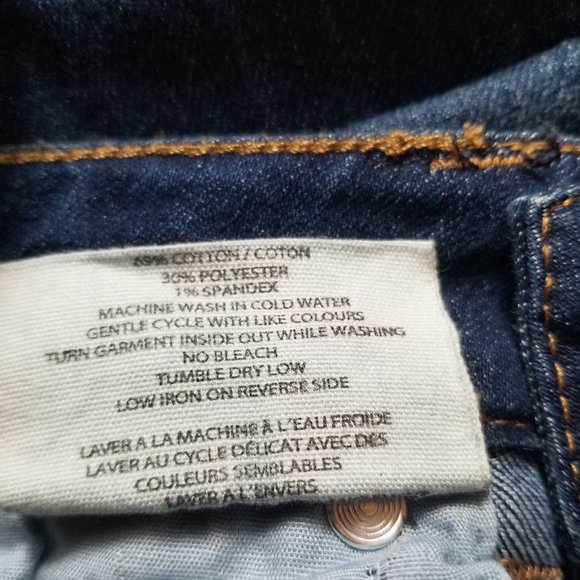 69% COTTON / COTON
30% POLYESTER
1% SPANDEX
MACHINE WASH IN COLD WATER
GENTLE CYCLE WITH LIKE COLOURS
TURN GARMENT INSIDE OUT WHILE WASHING
NO BLEACH
TUMBLE DRY LOW
LOW IRON ON REVERSE SIDE
LAVER A LA MACHINE À L'EAU FROIDE
LAVER AU CYCLE DÉLICAT AVEC DES
COULEURS SEMBLABLES
LAVER À L'ENVERS